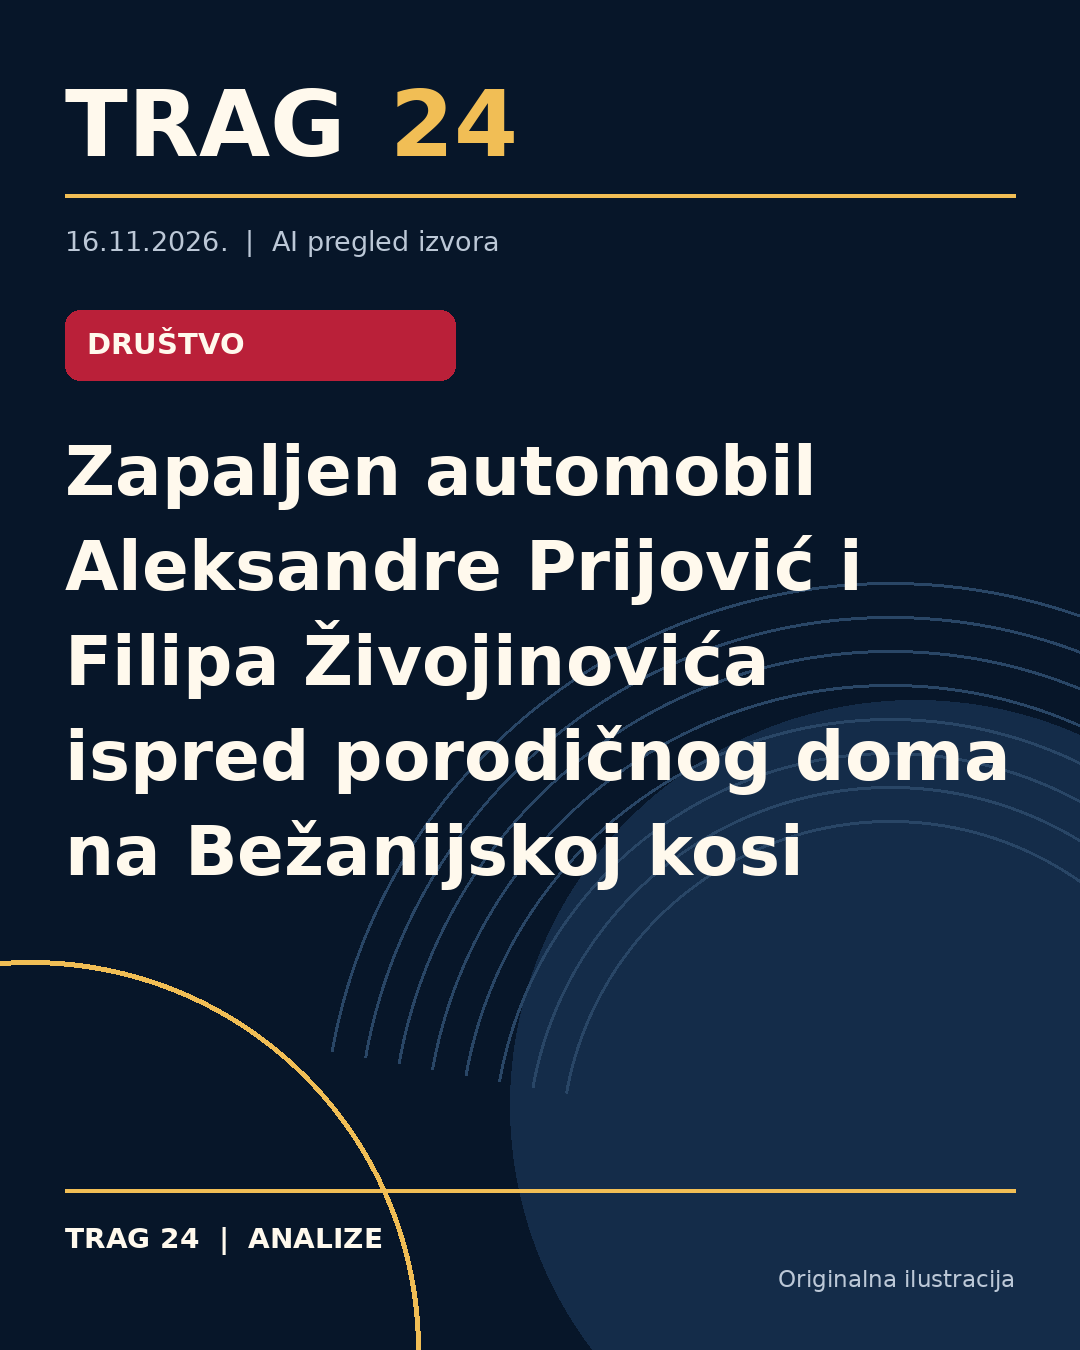 TRAG 24
16.11.2026. | AI pregled izvora
DRUŠTVO
Zapaljen automobil
Aleksandre Prijović i
Filipa Živojinovića
ispred porodičnog doma
na Bežanijskoj kosi
TRAG 24 | ANALIZE
Originalna ilustracija